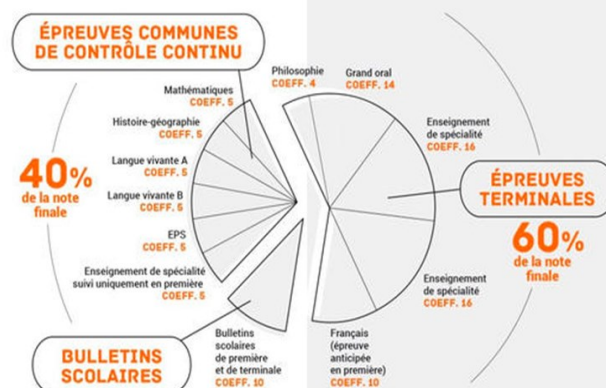 ÉPREUVES COMMUNES
DE CONTRÔLE CONTINU
Mathématiques
COEFF. 5
Histoire-géographie
COEFF. 5
Langue vivante A
COEFF. 5
Langue vivante B
COEFF. 5
EPS
COEFF. 5
Enseignement de spécialité
suivi uniquement en première
COEFF. 5
40%
de la note
finale
BULLETINS
SCOLAIRES
Bulletins
scolaires
de première
et de terminale
COEFF. 10
Philosophie
COEFF. 4
Grand oral
COEFF. 14
Enseignement
de spécialité
COEFF. 16
ÉPREUVES
TERMINALES
60%
de la note
finale
Enseignement
de spécialité
COEFF. 16
Français
(épreuve
anticipée
en première)
COEFF. 10